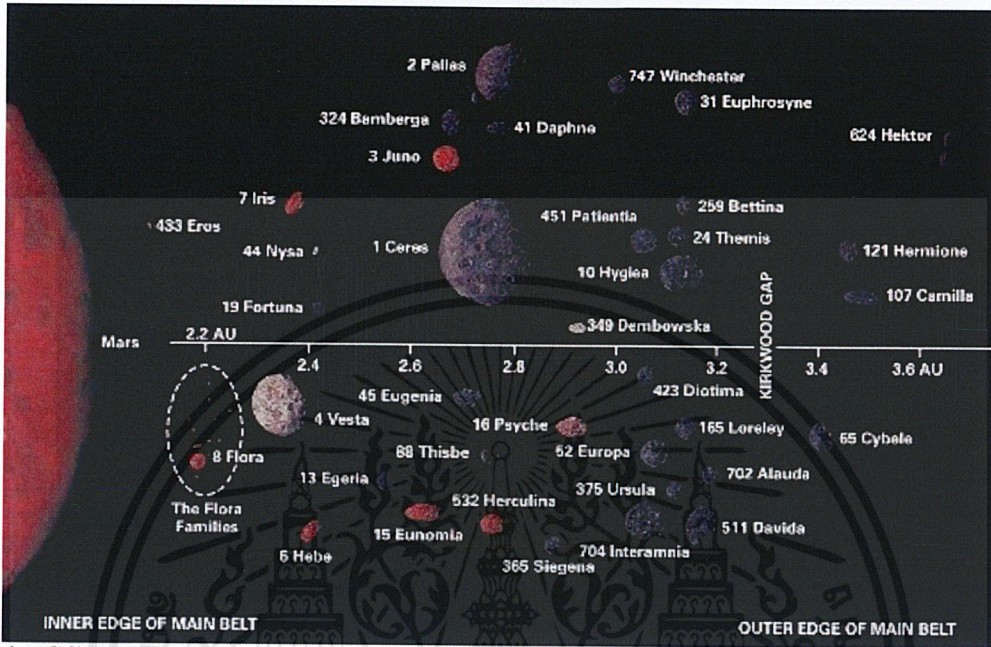 2 Pallas
747 Winchester
31 Euphrosyne
324 Bamberga
41 Daphne
624 Hektor
3 Juno
7 Iris
433 Eros
451 Patientia
259 Bettina
44 Nysa
1 Ceres
24 Themis
121 Hermione
10 Hygiea
107 Camilla
19 Fortuna
349 Dembowska
KIRKWOOD GAP
Mars
2.2 AU
2.4
2.6
2.8
3.0
3.2
3.4
3.6 AU
45 Eugenia
423 Diotima
4 Vesta
16 Psyche
165 Loreley
65 Cybele
8 Flora
88 Thisbe
52 Europa
13 Egeria
375 Ursula
702 Alauda
The Flora
Families
532 Herculina
15 Eunomia
511 Davida
6 Hebe
704 Interamnia
365 Siegena
INNER EDGE OF MAIN BELT
OUTER EDGE OF MAIN BELT